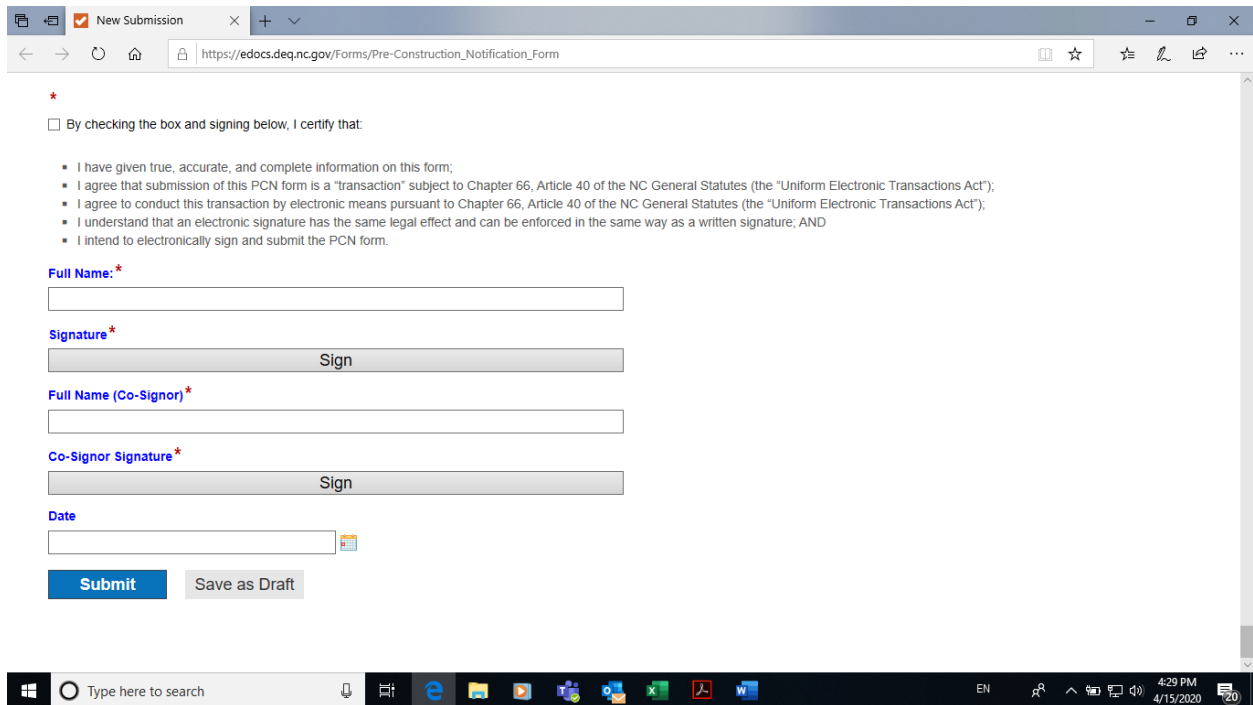 New Submission
https://edocs.deq.nc.gov/Forms/Pre-Construction_Notification_Form
*
By checking the box and signing below, I certify that:
▪ I have given true, accurate, and complete information on this form;
▪ I agree that submission of this PCN form is a “transaction” subject to Chapter 66, Article 40 of the NC General Statutes (the “Uniform Electronic Transactions Act”);
▪ I agree to conduct this transaction by electronic means pursuant to Chapter 66, Article 40 of the NC General Statutes (the “Uniform Electronic Transactions Act”);
▪ I understand that an electronic signature has the same legal effect and can be enforced in the same way as a written signature; AND
▪ I intend to electronically sign and submit the PCN form.
Full Name:*
Signature*
Sign
Full Name (Co-Signor)*
Co-Signor Signature*
Sign
Date
Submit Save as Draft
Type here to search
EN
4:29 PM
4/15/2020
20